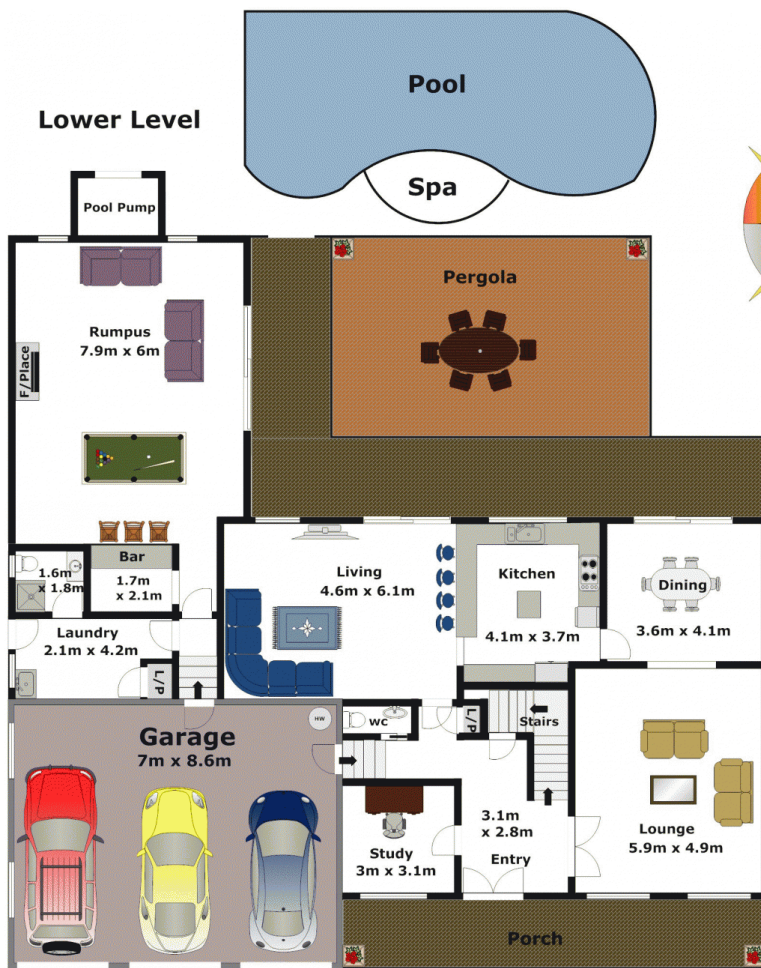 Pool
Lower Level
Spa
Pool Pump
Pergola
Rumpus
7.9m x 6m
F/Place
Bar
1.6m
x 1.8m
1.7m
x 2.1m
Living
4.6m x 6.1m
Kitchen
4.1m x 3.7m
Dining
3.6m x 4.1m
Laundry
2.1m x 4.2m
L/P
HW
Garage
7m x 8.6m
WC
L/P
Stairs
3.1m
x 2.8m
Entry
Study
3m x 3.1m
Lounge
5.9m x 4.9m
Porch